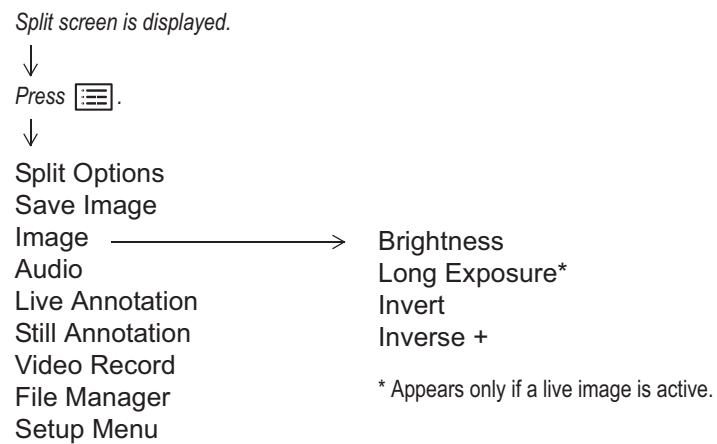 Split screen is displayed.
Press .
Split Options
Save Image
Image
Audio
Live Annotation
Still Annotation
Video Record
File Manager
Setup Menu
Brightness
Long Exposure*
Invert
Inverse +
* Appears only if a live image is active.